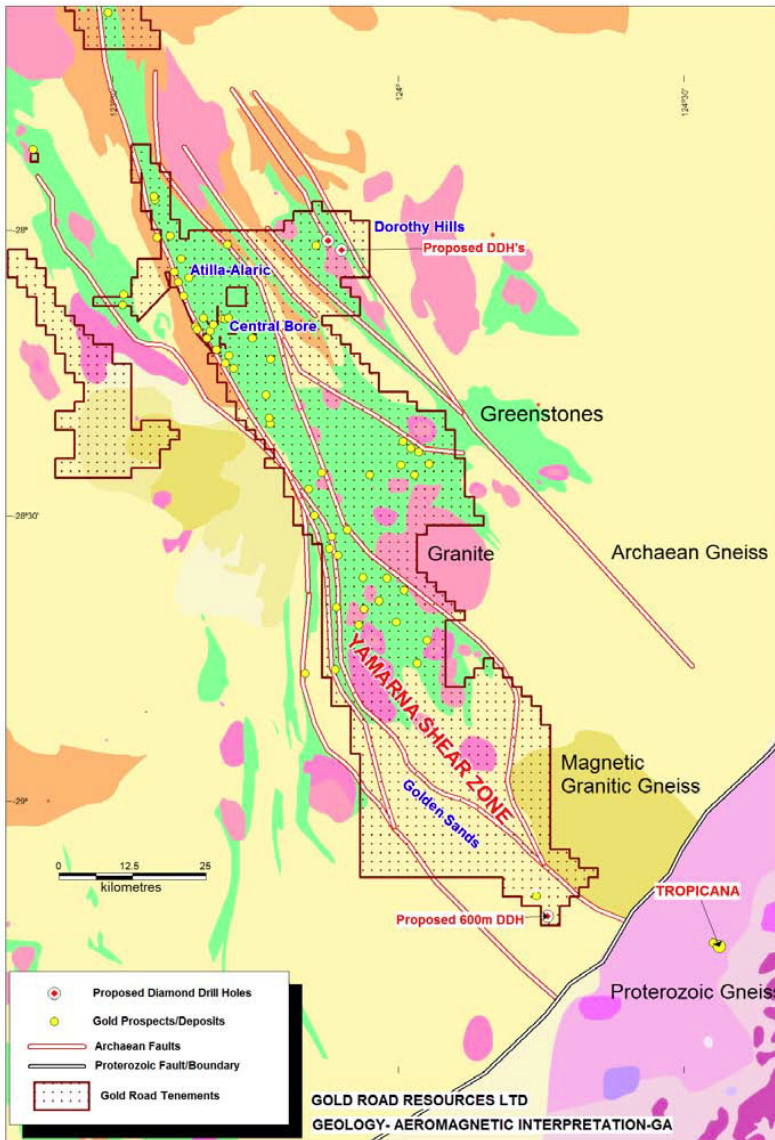 124°
124°30'
28°
Dorothy Hills
Proposed DDH's
Atilla-Alaric
Central Bore
Greenstones
28°30'
Granite
Archaean Gneiss
YAMARNA SHEAR ZONE
Magnetic
Granitic Gneiss
29°
Golden Sands
0 12.5 25
kilometres
TROPICANA
Proposed 600m DDH
Proterozoic Gneiss
Proposed Diamond Drill Holes
Gold Prospects/Deposits
Archaean Faults
Proterozoic Fault/Boundary
Gold Road Tenements
GOLD ROAD RESOURCES LTD
GEOLOGY- AEROMAGNETIC INTERPRETATION-GA